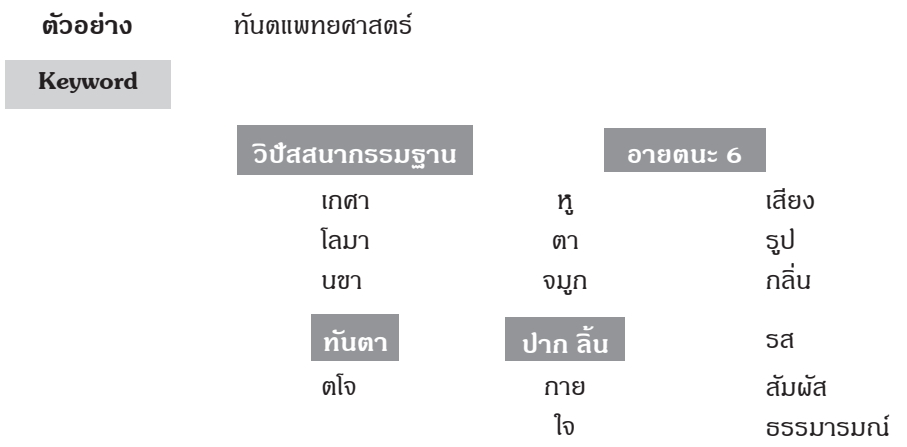 ตัวอย่าง ทันตแพทยศาสตร์
Keyword
วิปัสสนากรรมฐาน อายตนะ 6
เกศา หู เสียง
โลมา ตา รูป
นขา จมูก กลิ่น
ทันตา ปาก ลิ้น รส
ตโจ กาย สัมผัส
ใจ ธรรมารมณ์